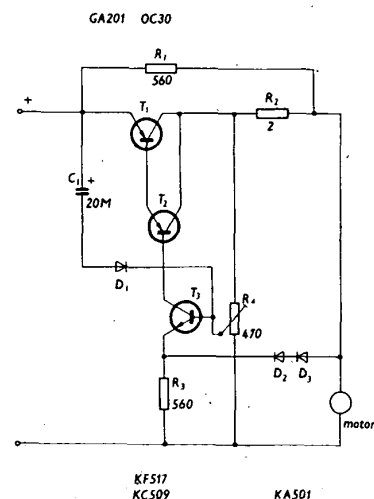 GA201 OC30
R1
560
+
T1
R2
2
C1 +
20M
T2
D1
T3
R4
470
D2 D3
R3
560
motor
KF517
KC509 KA501